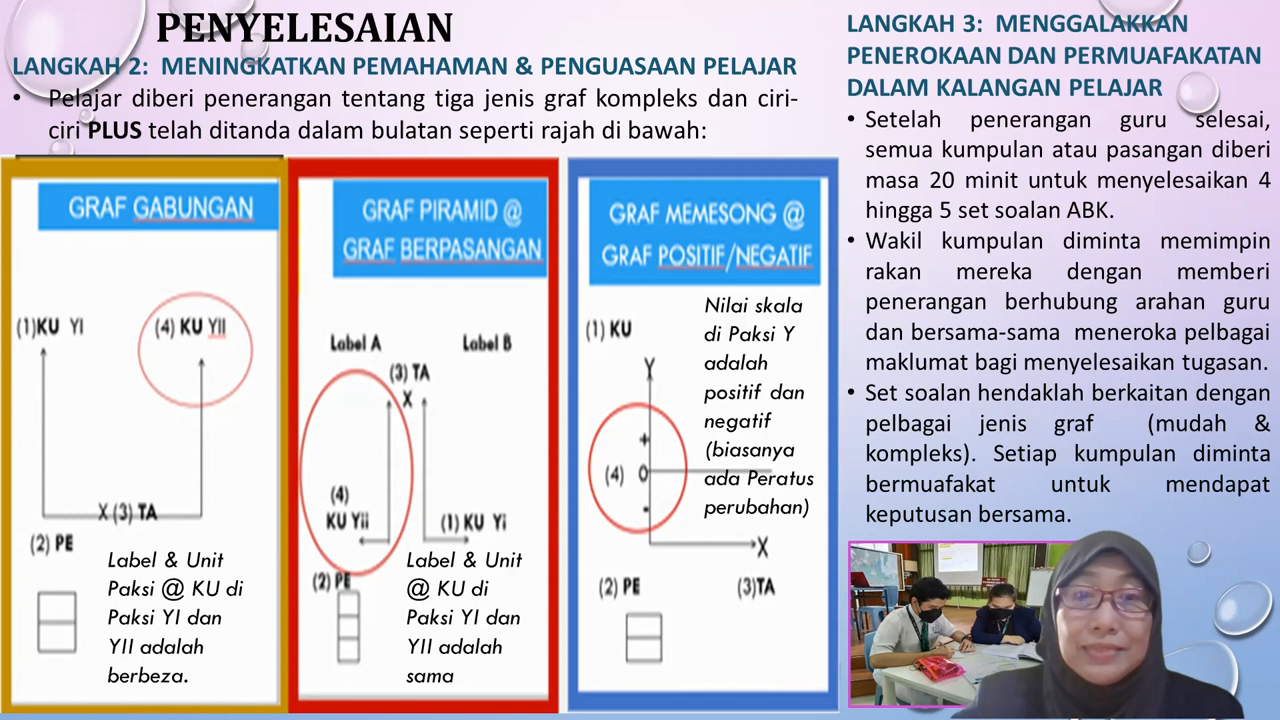 PENYELESAIAN
LANGKAH 2: MENINGKATKAN PEMAHAMAN & PENGUASAAN PELAJAR
• Pelajar diberi penerangan tentang tiga jenis graf kompleks dan ciri-
ciri PLUS telah ditanda dalam bulatan seperti rajah di bawah:
GRAF GABUNGAN
(1)KU YI
(4) KU YII
X (3) TA
(2) PE
Label & Unit
Paksi @ KU di
Paksi YI dan
YII adalah
berbeza.
GRAF PIRAMID @
GRAF BERPASANGAN
Label A
Label B
(3) TA
X
(4)
KU Yii
(1) KU Yi
(2) PE
Label & Unit
@ KU di
Paksi YI dan
YII adalah
sama
GRAF MEMESONG @
GRAF POSITIF/NEGATIF
(1) KU
Y
+
(4) 0
-
X
(2) PE
(3)TA
Nilai skala
di Paksi Y
adalah
positif dan
negatif
(biasanya
ada Peratus
perubahan)
LANGKAH 3: MENGGALAKKAN
PENEROKAAN DAN PERMUAFAKATAN
DALAM KALANGAN PELAJAR
• Setelah penerangan guru selesai,
semua kumpulan atau pasangan diberi
masa 20 minit untuk menyelesaikan 4
hingga 5 set soalan ABK.
• Wakil kumpulan diminta memimpin
rakan mereka dengan memberi
penerangan berhubung arahan guru
dan bersama-sama meneroka pelbagai
maklumat bagi menyelesaikan tugasan.
• Set soalan hendaklah berkaitan dengan
pelbagai jenis graf (mudah &
kompleks). Setiap kumpulan diminta
bermuafakat untuk mendapat
keputusan bersama.